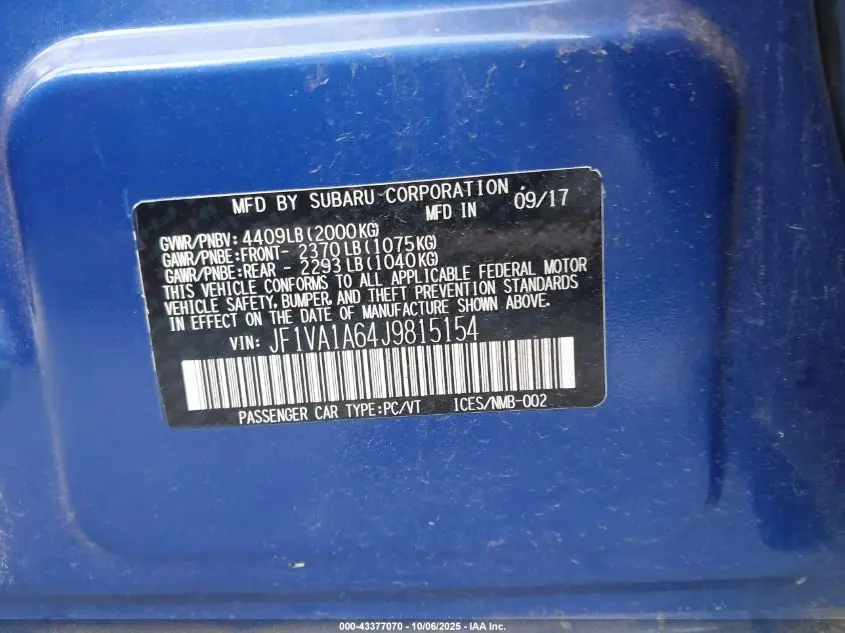 MFD BY SUBARU CORPORATION
MFD IN 09/17
GVWR/PNBV: 4409LB(2000KG)
GAWR/PNBE:FRONT- 2370LB(1075KG)
GAWR/PNBE:REAR - 2293LB(1040KG)
THIS VEHICLE CONFORMS TO ALL APPLICABLE FEDERAL MOTOR
VEHICLE SAFETY, BUMPER, AND THEFT PREVENTION STANDARDS
IN EFFECT ON THE DATE OF MANUFACTURE SHOWN ABOVE.
VIN: JF1VA1A64J9815154
PASSENGER CAR TYPE:PC/VT ICES/NMB-002
000-43377070 | 10/06/2025 - IAA Inc.